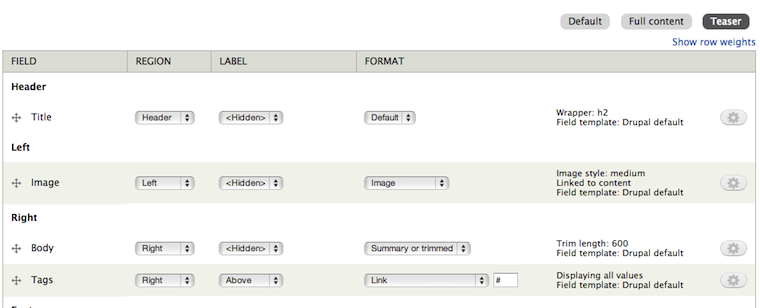 Default Full content Teaser
Show row weights
FIELD REGION LABEL FORMAT
Header
Title Header <Hidden> Default Wrapper: h2
Field template: Drupal default
Left
Image Left <Hidden> Image Image style: medium
Linked to content
Field template: Drupal default
Right
Body Right <Hidden> Summary or trimmed Trim length: 600
Field template: Drupal default
Tags Right Above Link # Displaying all values
Field template: Drupal default